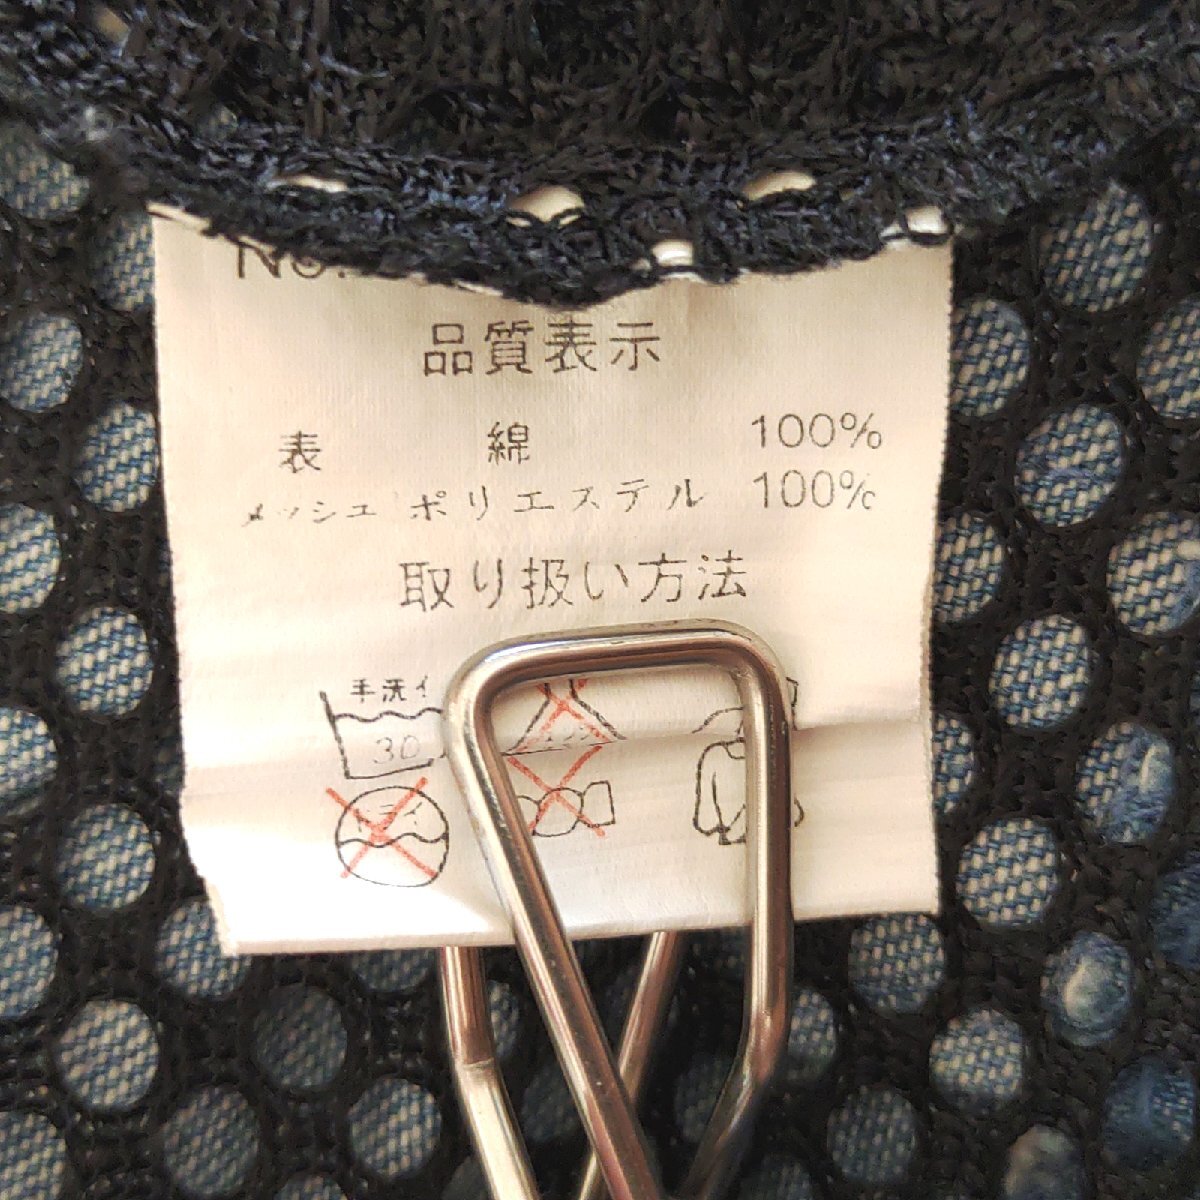 No.
品質表示
表 綿 100%
メッシュ ポリエステル 100%
取り扱い方法
手洗イ
30